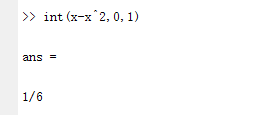 >> int(x-x^2,0,1)
ans =
1/6